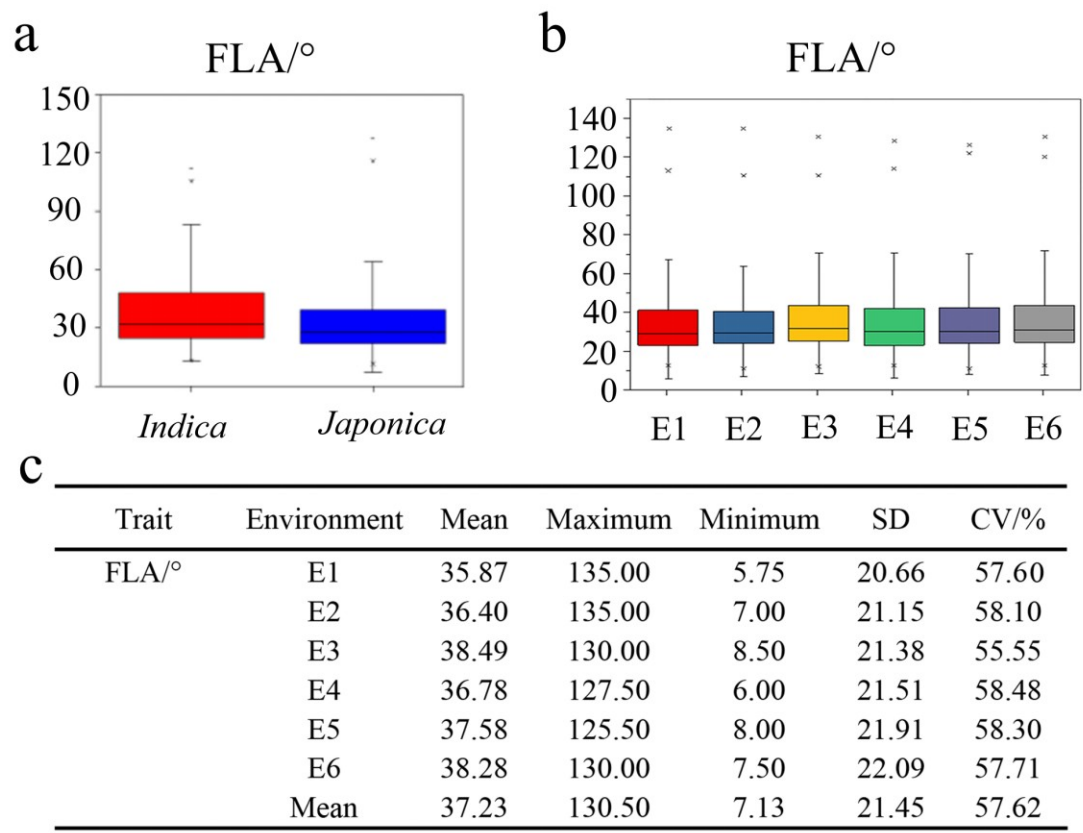 a
FLA/°
150
120
90
60
30
0
Indica Japonica
b
FLA/°
140
120
100
80
60
40
20
0
E1 E2 E3 E4 E5 E6
c
Trait Environment Mean Maximum Minimum SD CV/%
FLA/° E1 35.87 135.00 5.75 20.66 57.60
E2 36.40 135.00 7.00 21.15 58.10
E3 38.49 130.00 8.50 21.38 55.55
E4 36.78 127.50 6.00 21.51 58.48
E5 37.58 125.50 8.00 21.91 58.30
E6 38.28 130.00 7.50 22.09 57.71
Mean 37.23 130.50 7.13 21.45 57.62